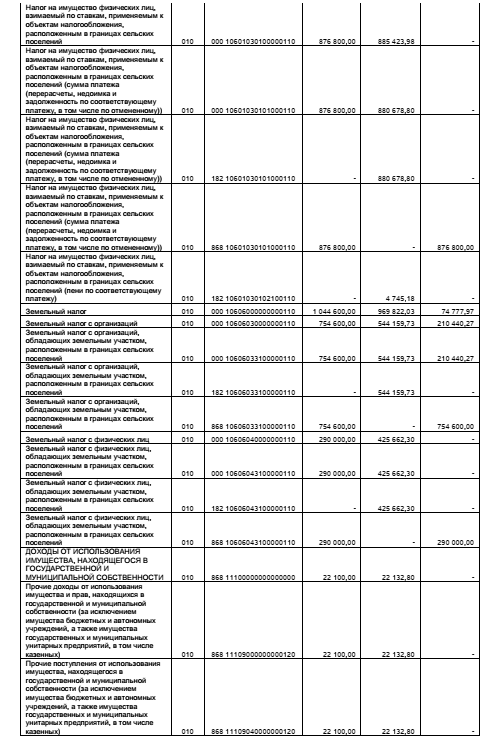 Налог на имущество физических лиц,
взимаемый по ставкам, применяемым к
объектам налогообложения,
расположенным в границах сельских
поселений 010 000 10601030100000110 876 800,00 885 423,98 -
Налог на имущество физических лиц,
взимаемый по ставкам, применяемым к
объектам налогообложения,
расположенным в границах сельских
поселений (сумма платежа
(перерасчеты, недоимка и
задолженность по соответствующему
платежу, в том числе по отмененному)) 010 000 10601030101000110 876 800,00 880 678,80 -
Налог на имущество физических лиц,
взимаемый по ставкам, применяемым к
объектам налогообложения,
расположенным в границах сельских
поселений (сумма платежа
(перерасчеты, недоимка и
задолженность по соответствующему
платежу, в том числе по отмененному)) 010 182 10601030101000110 - 880 678,80 -
Налог на имущество физических лиц,
взимаемый по ставкам, применяемым к
объектам налогообложения,
расположенным в границах сельских
поселений (сумма платежа
(перерасчеты, недоимка и
задолженность по соответствующему
платежу, в том числе по отмененному)) 010 868 10601030101000110 876 800,00 - 876 800,00
Налог на имущество физических лиц,
взимаемый по ставкам, применяемым к
объектам налогообложения,
расположенным в границах сельских
поселений (пени по соответствующему
платежу) 010 182 10601030102100110 - 4 745,18 -
Земельный налог 010 000 10606000000000110 1 044 600,00 969 822,03 74 777,97
Земельный налог с организаций 010 000 10606030000000110 754 600,00 544 159,73 210 440,27
Земельный налог с организаций,
обладающих земельным участком,
расположенным в границах сельских
поселений 010 000 10606033100000110 754 600,00 544 159,73 210 440,27
Земельный налог с организаций,
обладающих земельным участком,
расположенным в границах сельских
поселений 010 182 10606033100000110 - 544 159,73 -
Земельный налог с организаций,
обладающих земельным участком,
расположенным в границах сельских
поселений 010 868 10606033100000110 754 600,00 - 754 600,00
Земельный налог с физических лиц 010 000 10606040000000110 290 000,00 425 662,30 -
Земельный налог с физических лиц,
обладающих земельным участком,
расположенным в границах сельских
поселений 010 000 10606043100000110 290 000,00 425 662,30 -
Земельный налог с физических лиц,
обладающих земельным участком,
расположенным в границах сельских
поселений 010 182 10606043100000110 - 425 662,30 -
Земельный налог с физических лиц,
обладающих земельным участком,
расположенным в границах сельских
поселений 010 868 10606043100000110 290 000,00 - 290 000,00
ДОХОДЫ ОТ ИСПОЛЬЗОВАНИЯ
ИМУЩЕСТВА, НАХОДЯЩЕГОСЯ В
ГОСУДАРСТВЕННОЙ И
МУНИЦИПАЛЬНОЙ СОБСТВЕННОСТИ 010 868 11100000000000000 22 100,00 22 132,80 -
Прочие доходы от использования
имущества и прав, находящихся в
государственной и муниципальной
собственности (за исключением
имущества бюджетных и автономных
учреждений, а также имущества
государственных и муниципальных
унитарных предприятий, в том числе
казенных) 010 868 11109000000000120 22 100,00 22 132,80 -
Прочие поступления от использования
имущества, находящегося в
государственной и муниципальной
собственности (за исключением
имущества бюджетных и автономных
учреждений, а также имущества
государственных и муниципальных
унитарных предприятий, в том числе
казенных) 010 868 11109040000000120 22 100,00 22 132,80 -